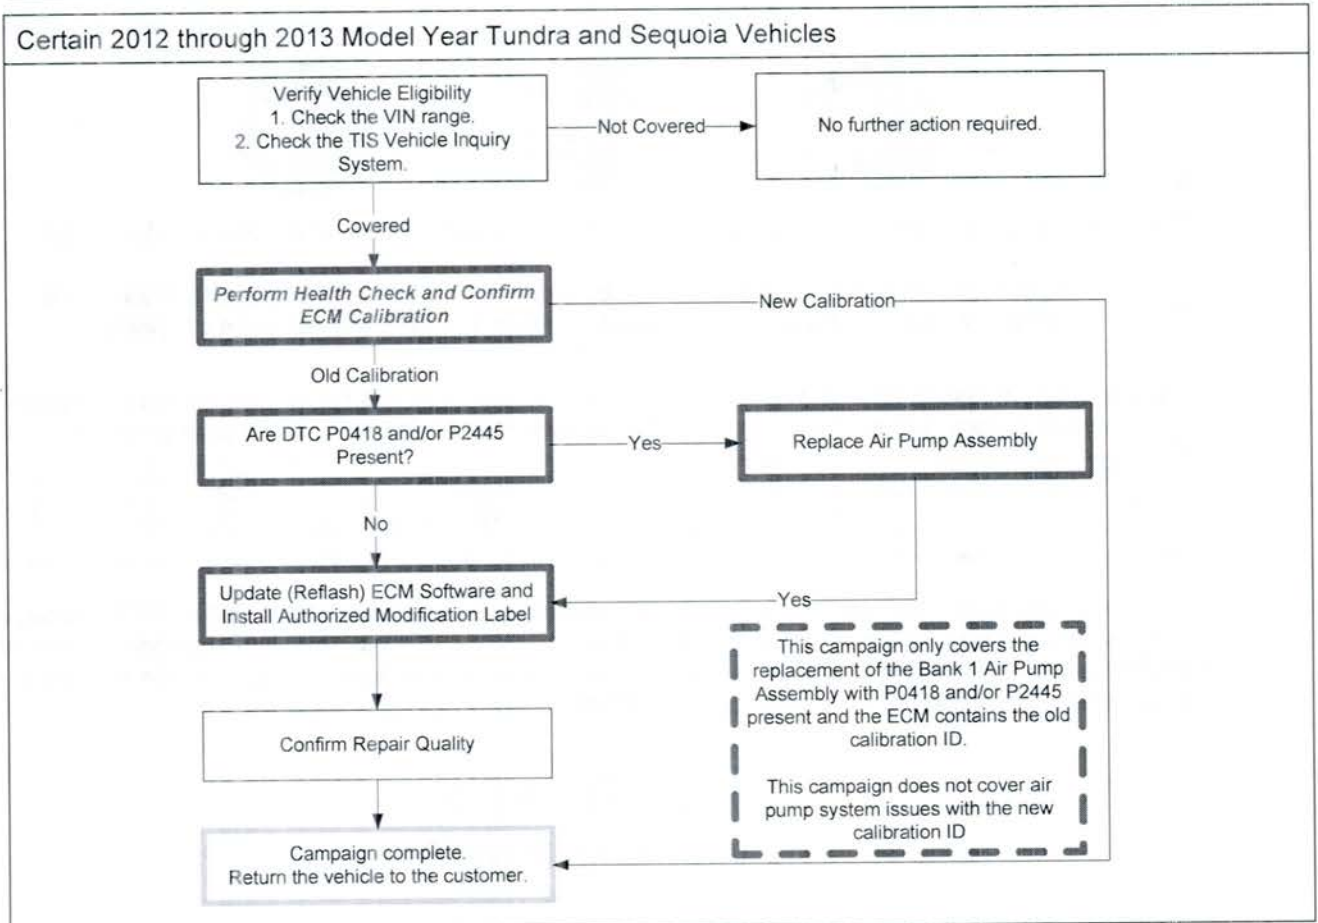 Certain 2012 through 2013 Model Year Tundra and Sequoia Vehicles
Verify Vehicle Eligibility
1. Check the VIN range.
2. Check the TIS Vehicle Inquiry
System.
Not Covered
No further action required.
Covered
Perform Health Check and Confirm
ECM Calibration
New Calibration
Old Calibration
Are DTC P0418 and/or P2445
Present?
Yes
Replace Air Pump Assembly
No
Update (Reflash) ECM Software and
Install Authorized Modification Label
Yes
This campaign only covers the
replacement of the Bank 1 Air Pump
Assembly with P0418 and/or P2445
present and the ECM contains the old
calibration ID.
This campaign does not cover air
pump system issues with the new
calibration ID
Confirm Repair Quality
Campaign complete.
Return the vehicle to the customer.